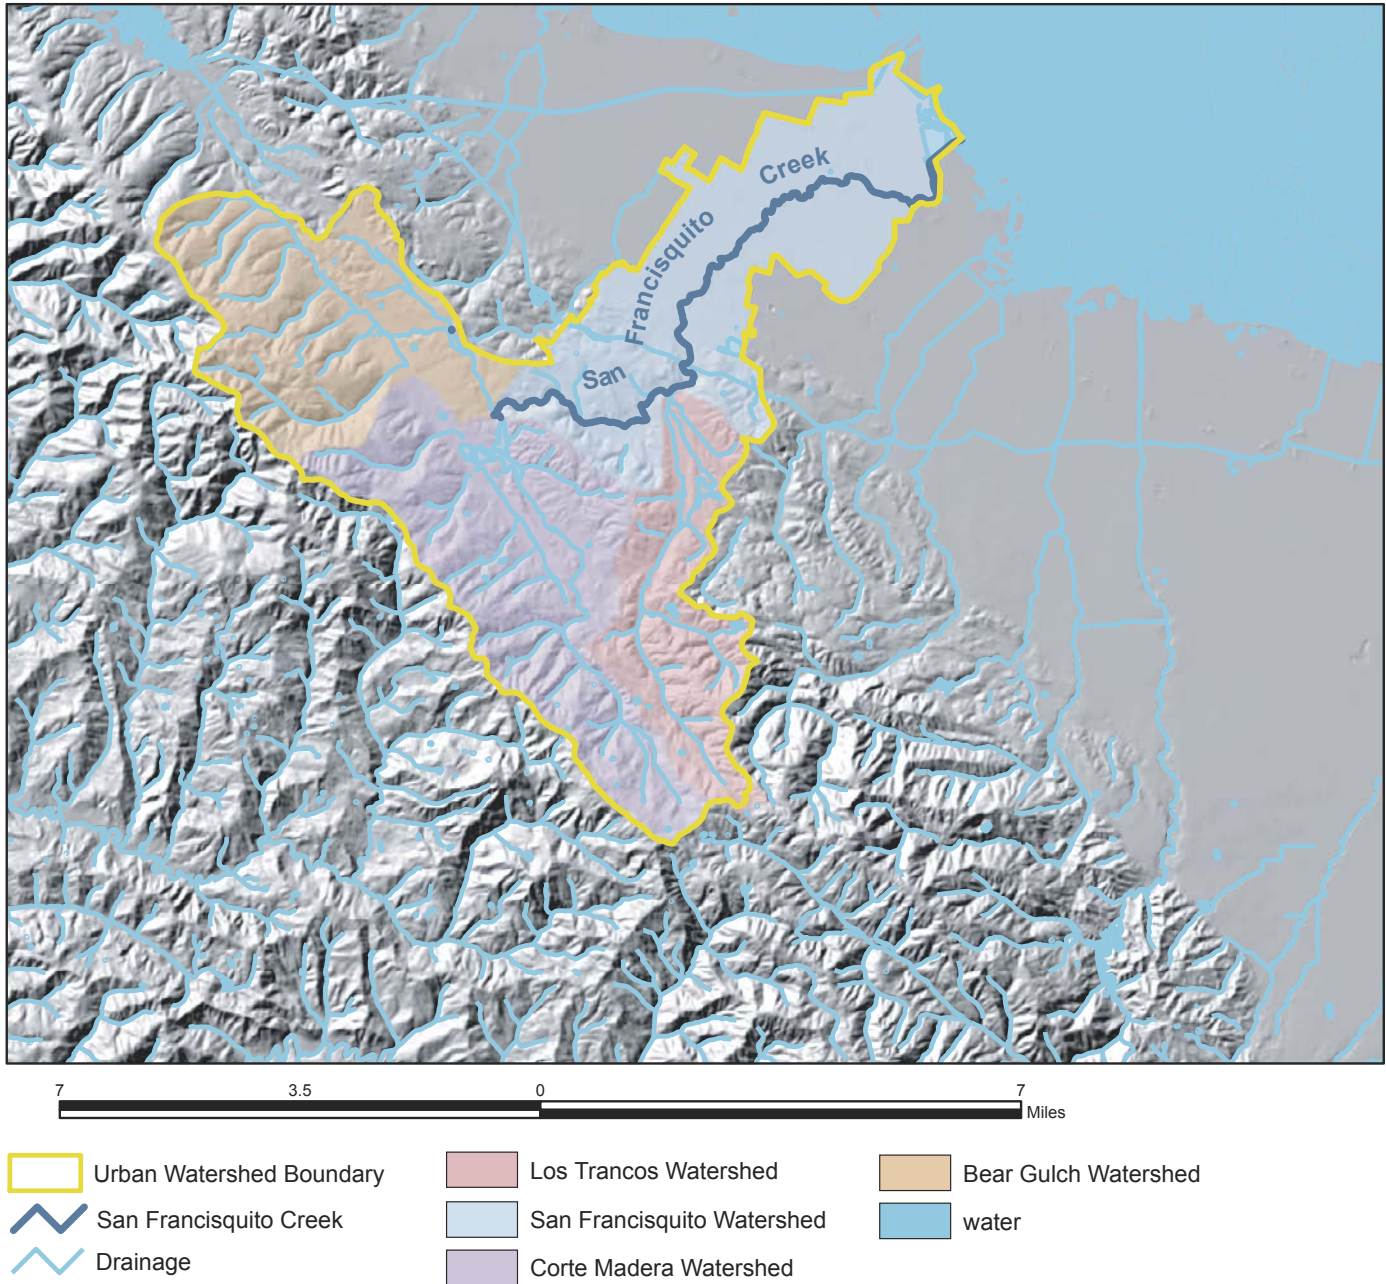 Creek
Francisquito
San
7 3.5 0 7
Miles
Urban Watershed Boundary
San Francisquito Creek
Drainage
Los Trancos Watershed
San Francisquito Watershed
Corte Madera Watershed
Bear Gulch Watershed
water